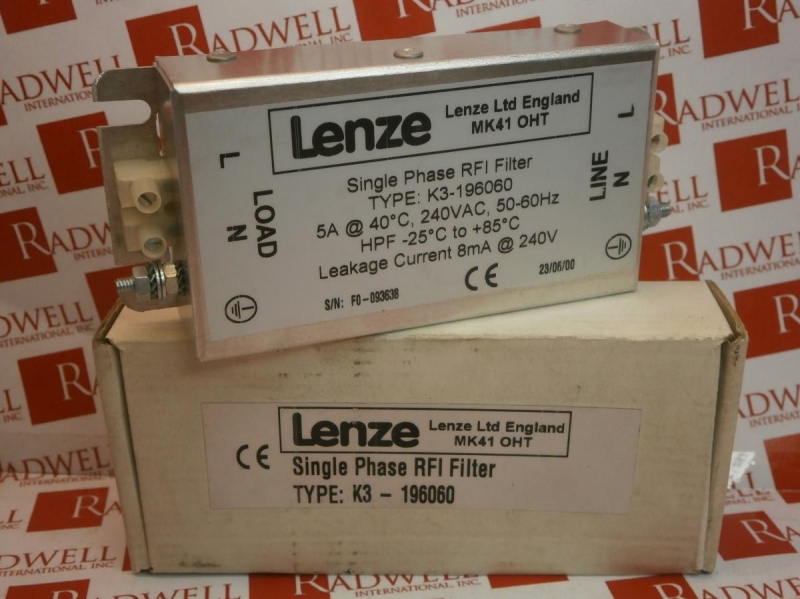 Lenze
Lenze Ltd England
MK41 OHT
Single Phase RFI Filter
TYPE: K3-196060
5A @ 40°C, 240VAC, 50-60Hz
HPF -25°C to +85°C
Leakage Current 8mA @ 240V
L
LOAD
N
LINE
L
N
S/N: F0-093638
CE
23/06/00
Lenze
Lenze Ltd England
MK41 OHT
CE
Single Phase RFI Filter
TYPE: K3 - 196060
RADWELL
INTERNATIONAL, INC.